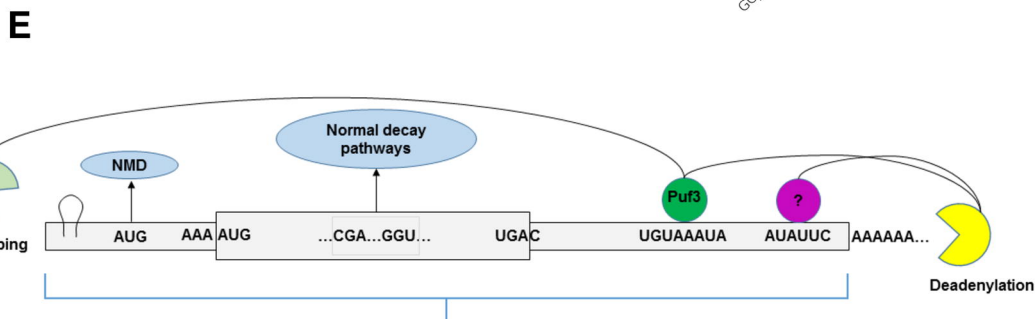 E
Normal decay
pathways
NMD
Puf3
?
AUG
AAA
AUG
...CGA...GGU...
UGAC
UGUAAAUA
AUAUUC
AAAAAA...
Deadenylation